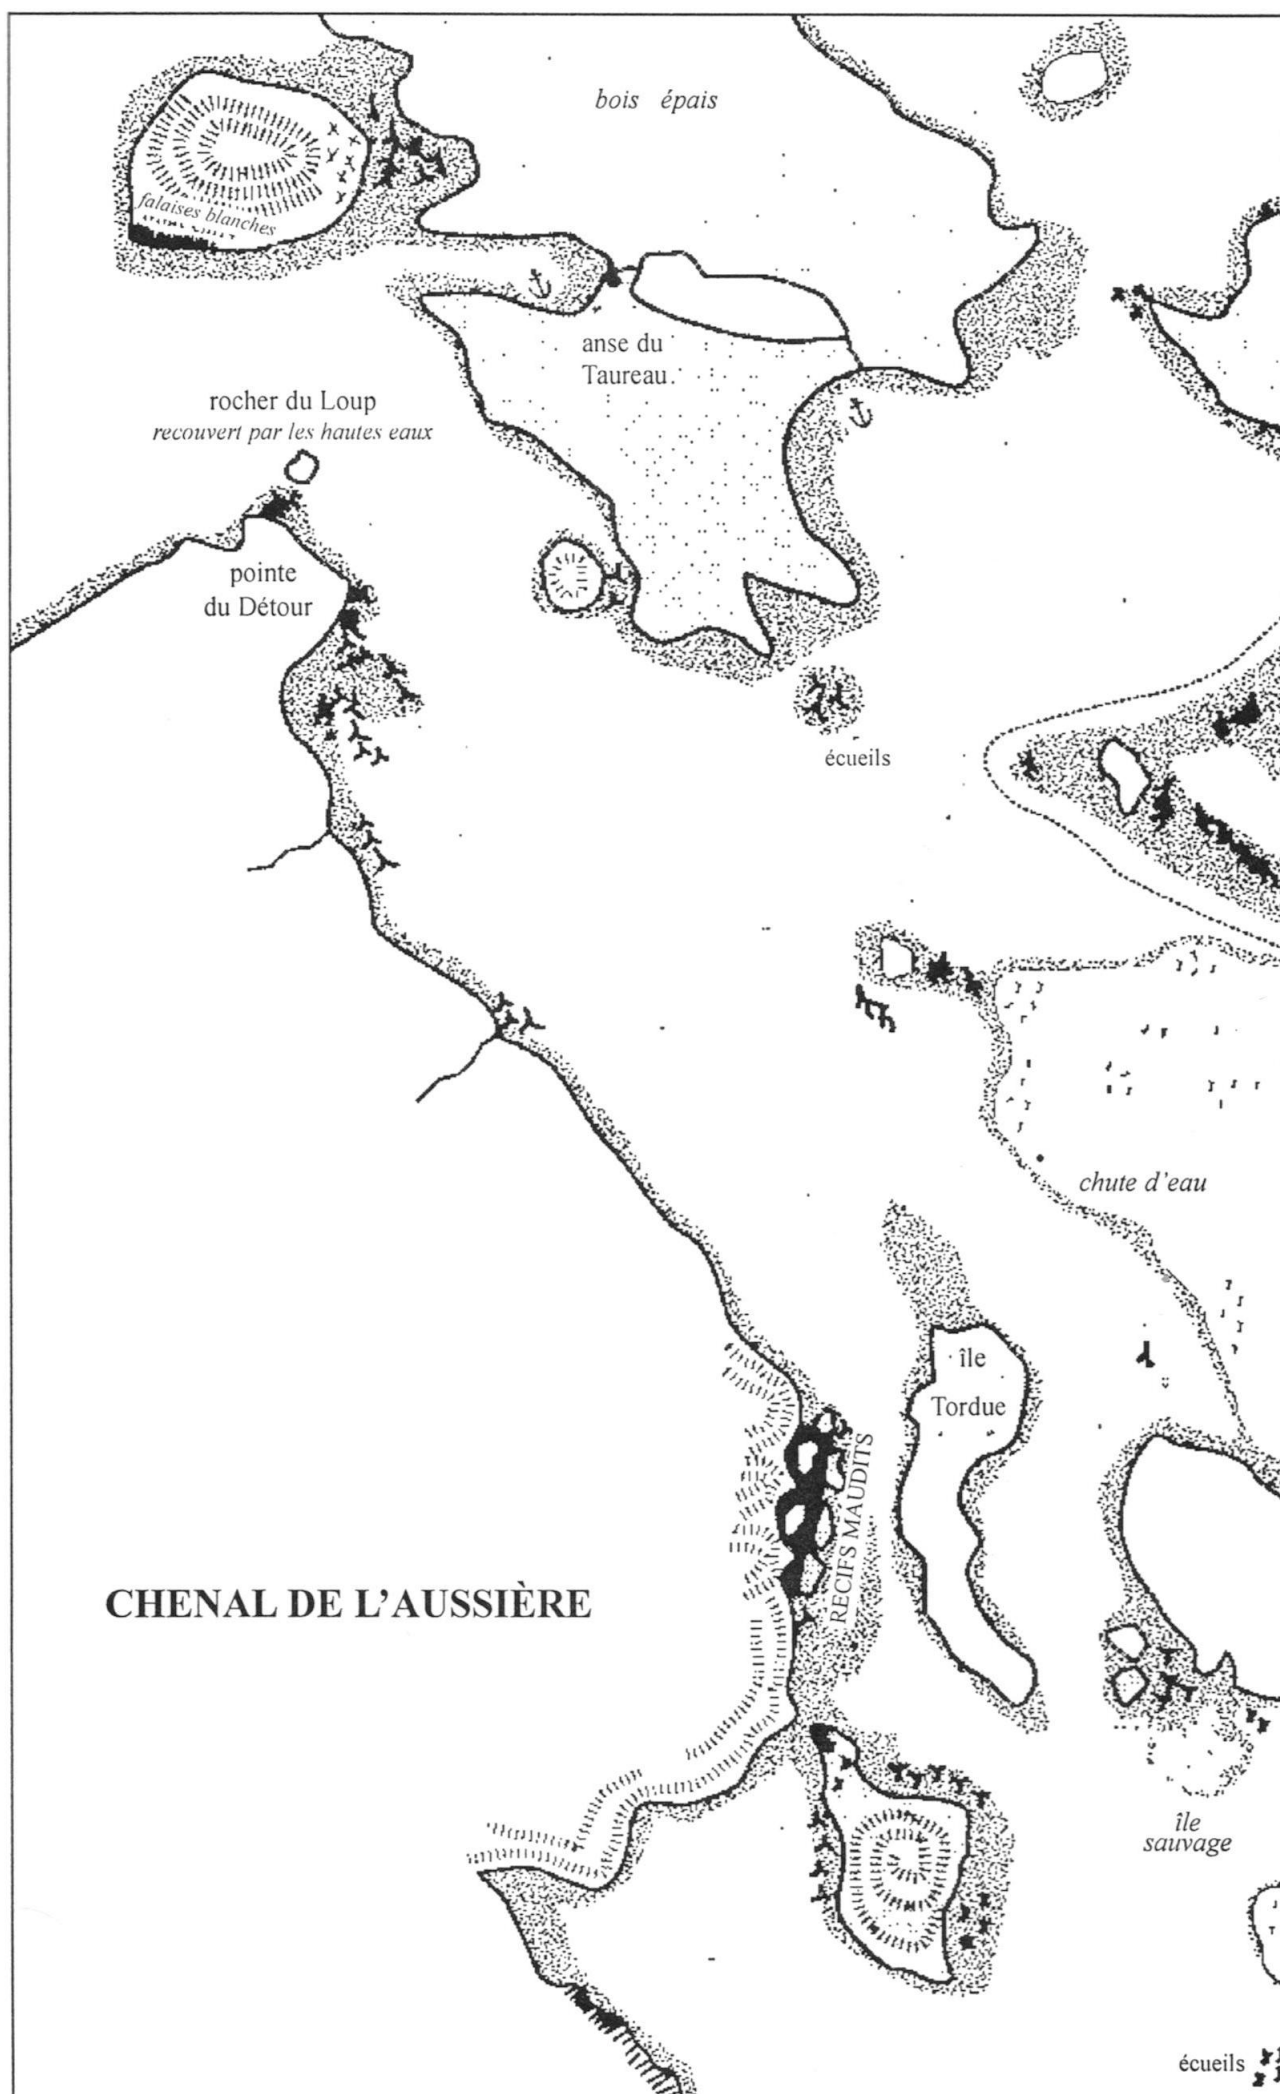 bois épais
falaises blanches
anse du
Taureau
rocher du Loup
recouvert par les hautes eaux
pointe
du Détour
écueils
chute d'eau
île
Tordue
RECIFS MAUDITS
CHENAL DE L'AUSSIÈRE
île
sauvage
écueils